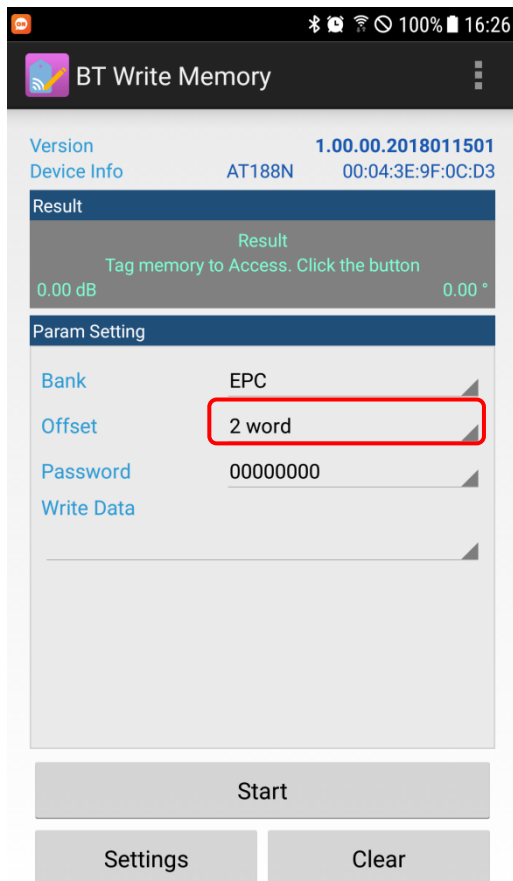 100% 16:26
BT Write Memory
Version 1.00.00.2018011501
Device Info AT188N 00:04:3E:9F:0C:D3
Result
Result
Tag memory to Access. Click the button
0.00 dB 0.00 °
Param Setting
Bank EPC
Offset 2 word
Password 00000000
Write Data
Start
Settings Clear